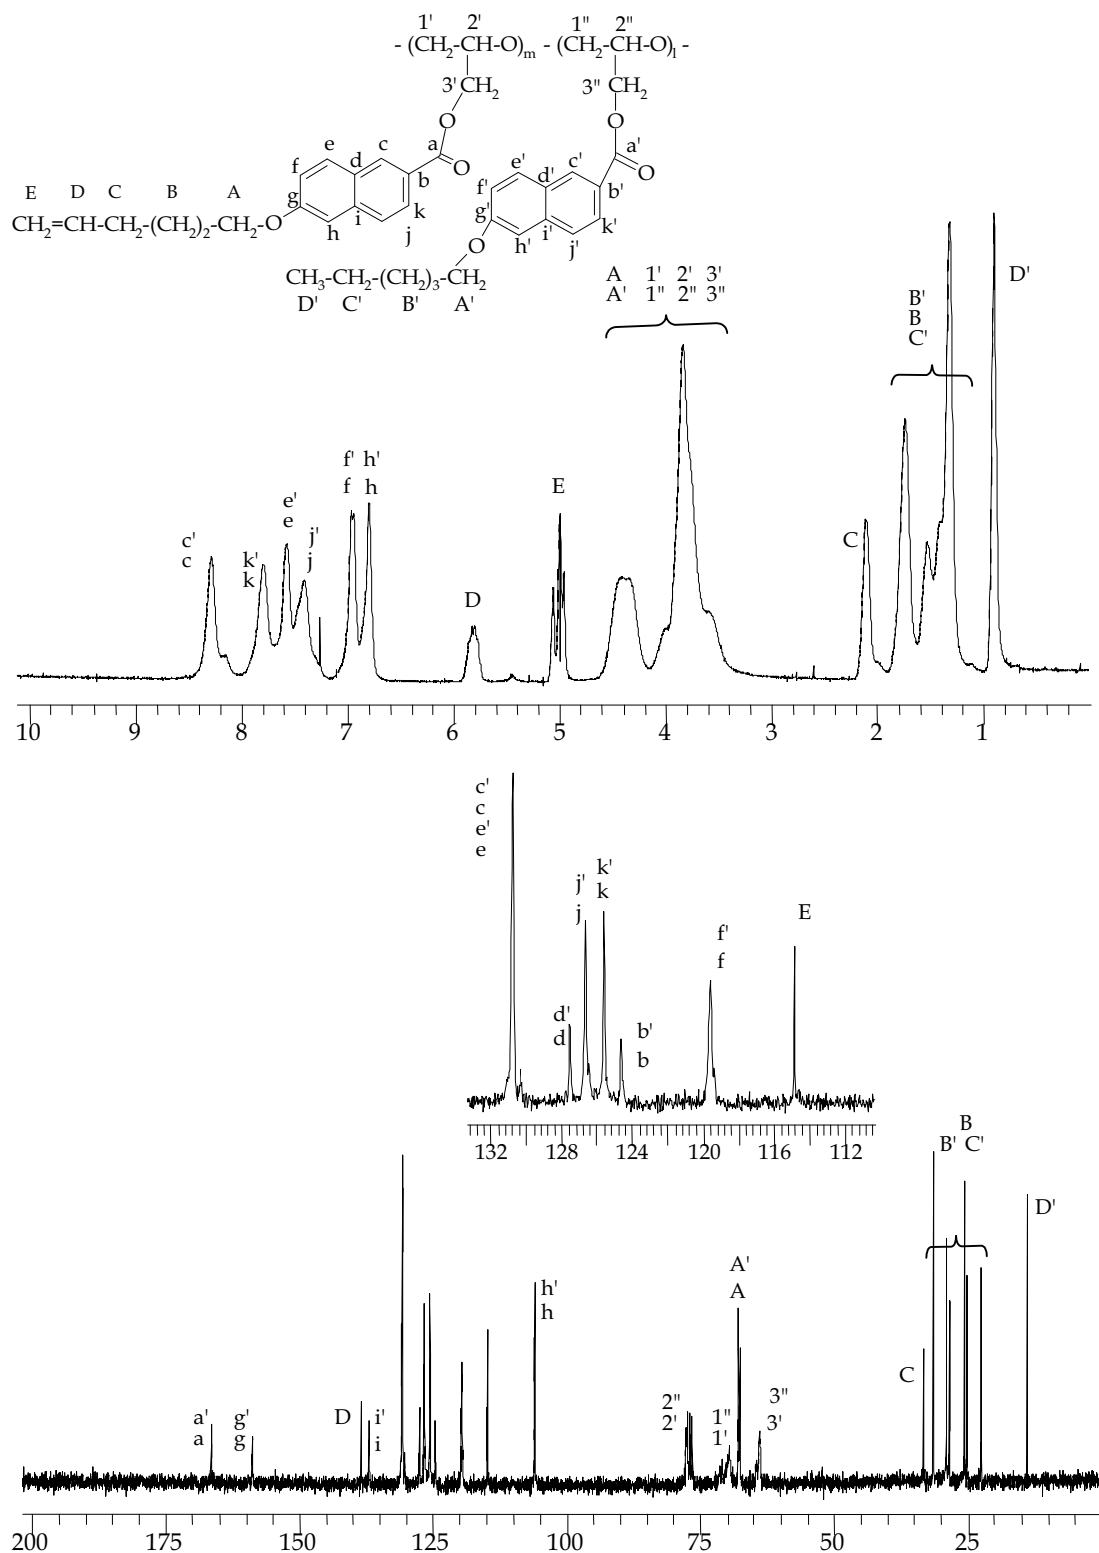 1' 2' 1" 2"
- (CH2-CH-O)m - (CH2-CH-O)l -
3' CH2 3" CH2
O O
e c a O
f d b
e' c' a' O
f' d' b'
E D C B A
g i k
h j
CH2=CH-CH2-(CH2)2-CH2-O
g' i' k'
h' j'
O
CH3-CH2-(CH2)3-CH2
D' C' B' A'
A 1' 2' 3'
A' 1" 2" 3"
B'
B
C'
D'
f' h'
f h
E
e'
e
j'
j
c'
c
k'
k
C
D
10 9 8 7 6 5 4 3 2 1
c'
c
e'
e
k'
k
j'
j
E
f'
f
d'
d
b'
b
132 128 124 120 116 112
B
B' C'
D'
A'
A
h'
h
C
2"
2'
1"
1'
3"
3'
a'
a
g'
g
D
i'
i
200 175 150 125 100 75 50 25